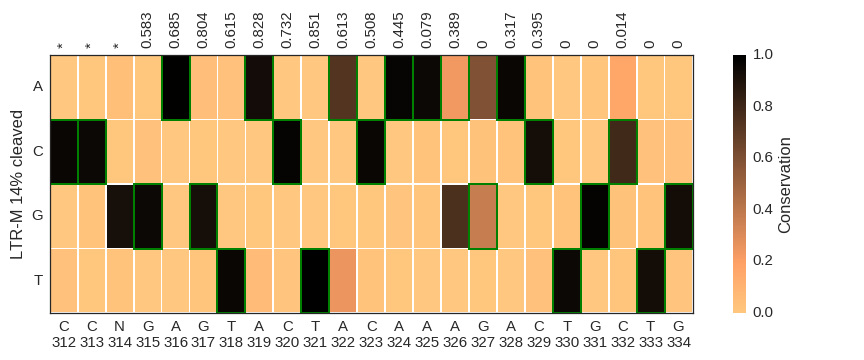 * * * 0.583 0.685 0.804 0.615 0.828 0.732 0.851 0.613 0.508 0.445 0.079 0.389 0 0.317 0.395 0 0 0.014 0 0
LTR-M 14% cleaved
A
C
G
T
C C N G A G T A C T A C A A A G A C T G C T G
312 313 314 315 316 317 318 319 320 321 322 323 324 325 326 327 328 329 330 331 332 333 334
1.0
0.8
0.6
0.4
0.2
0.0
Conservation